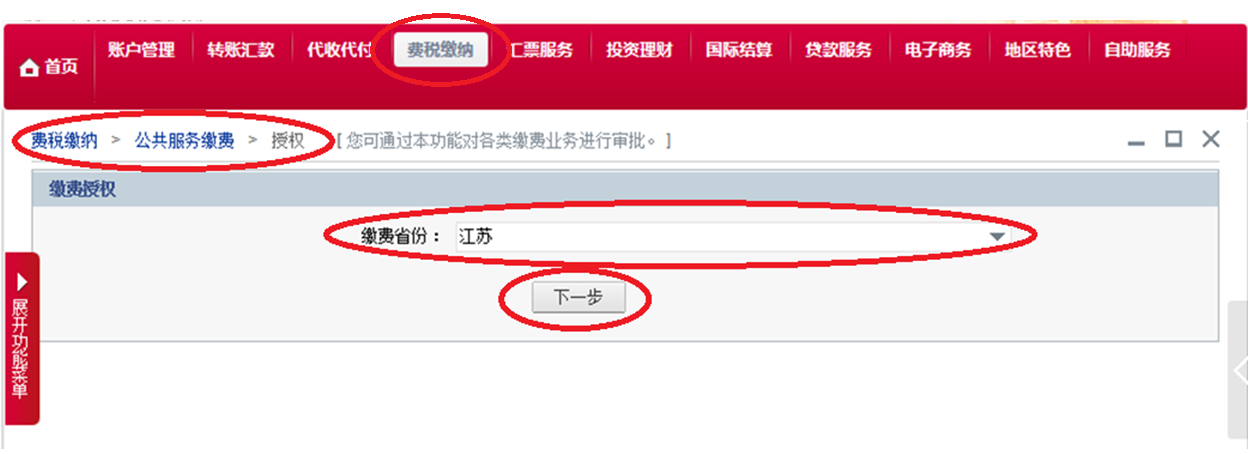 首页 账户管理 转账汇款 代收代付 费税缴纳 汇票服务 投资理财 国际结算 贷款服务 电子商务 地区特色 自助服务
费税缴纳 > 公共服务缴费 > 授权 [ 您可通过本功能对各类缴费业务进行审批。 ]
缴费授权
缴费省份： 江苏
下一步
展开功能菜单